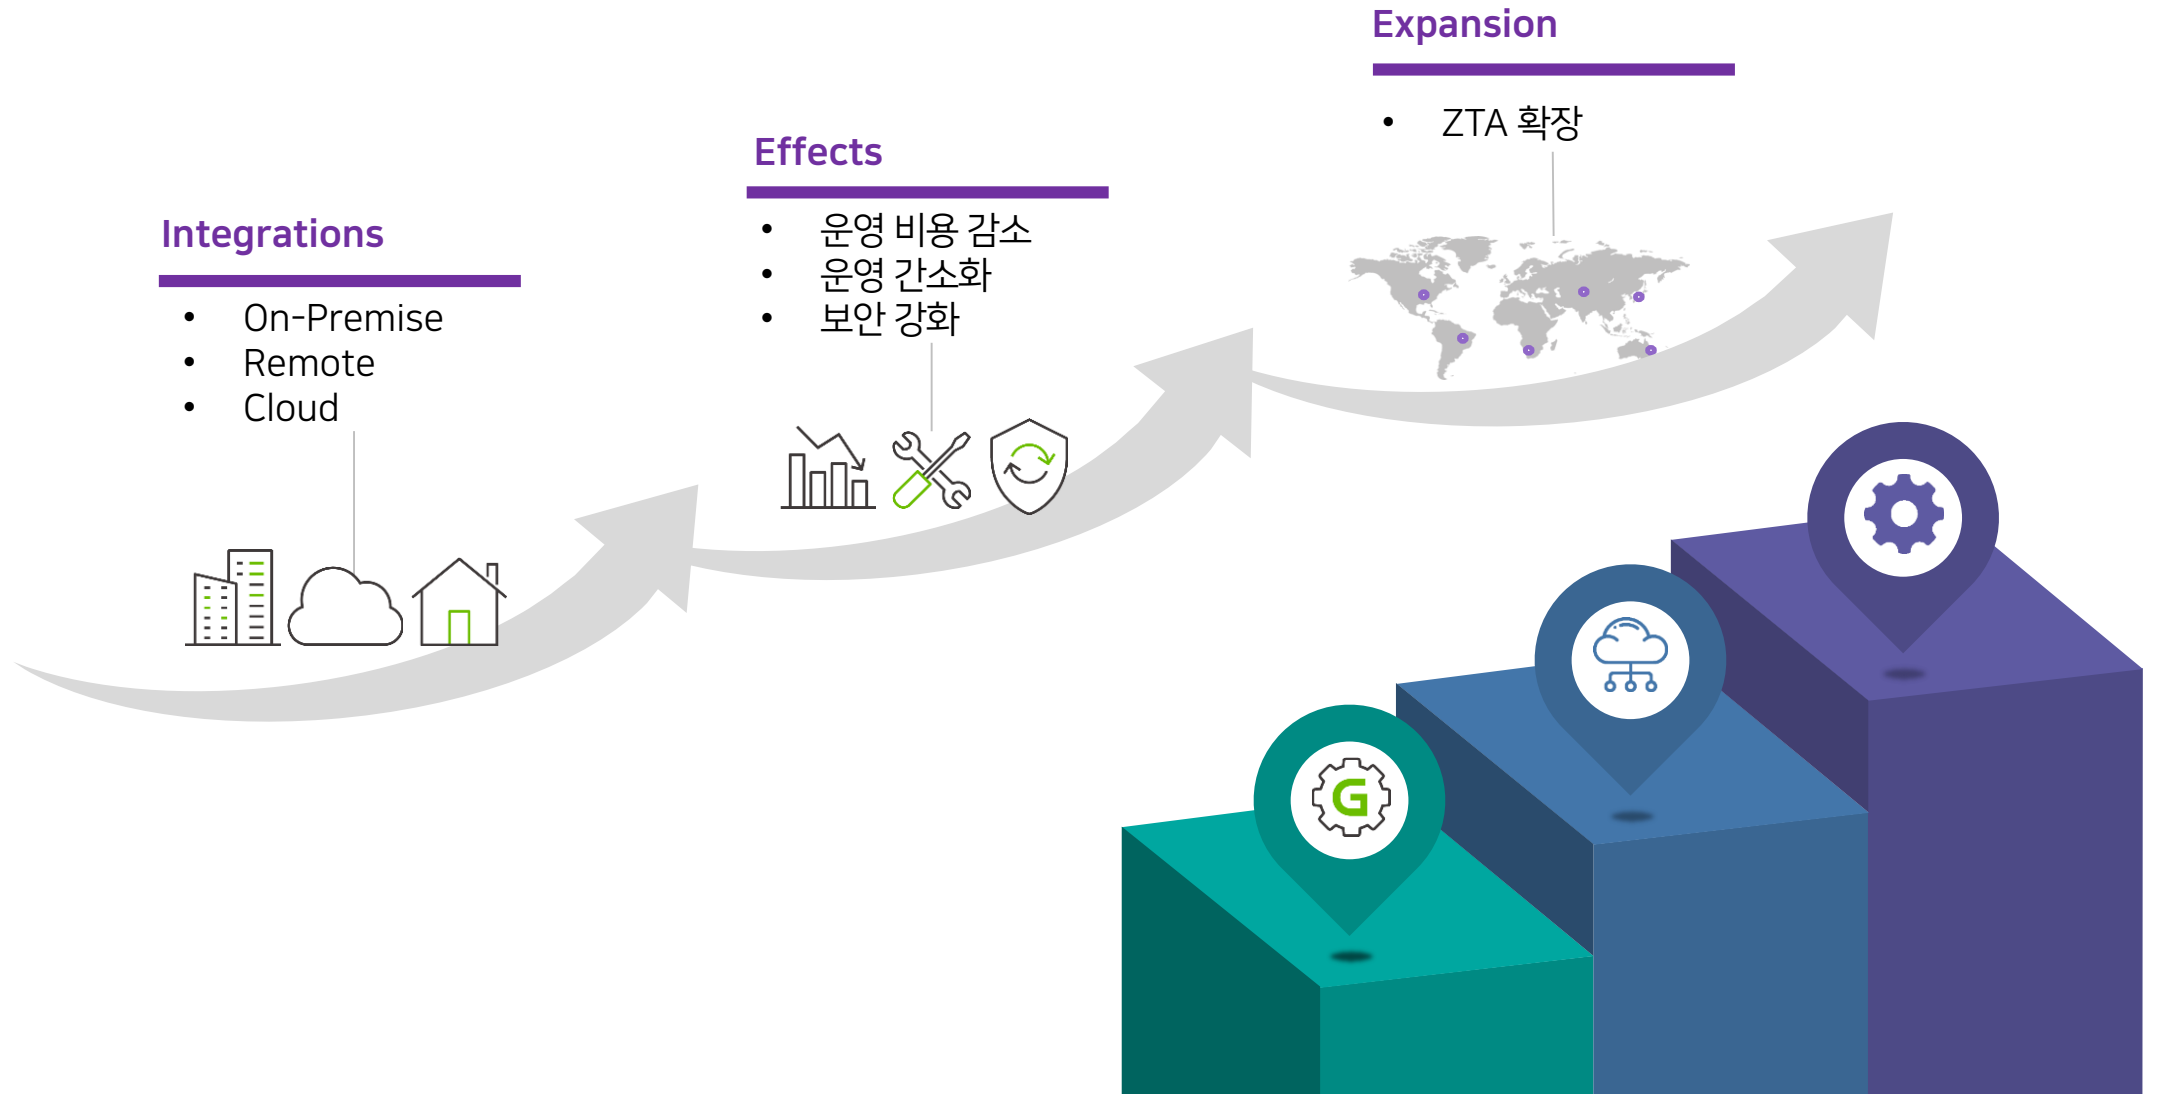 Integrations
• On-Premise
• Remote
• Cloud
Effects
• 운영 비용 감소
• 운영 간소화
• 보안 강화
Expansion
• ZTA 확장
G